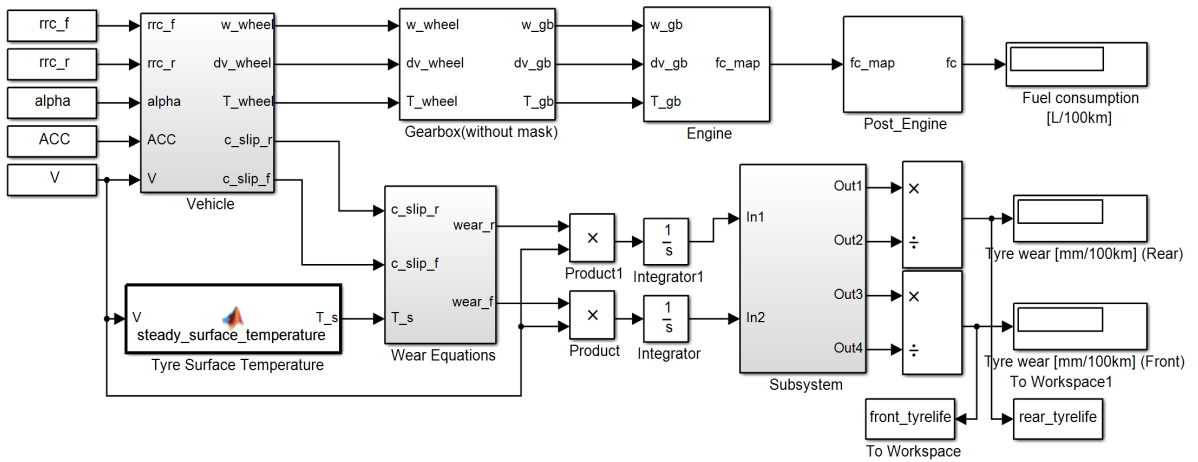 rrc_f
rrc_r
alpha
ACC
V
rrc_f
rrc_r
alpha
ACC
V
w_wheel
dv_wheel
T_wheel
c_slip_r
c_slip_f
Vehicle
w_wheel
dv_wheel
T_wheel
w_gb
dv_gb
T_gb
Gearbox(without mask)
w_gb
dv_gb
T_gb
fc_map
Engine
fc_map
fc
Post_Engine
Fuel consumption
[L/100km]
V
T_s
steady_surface_temperature
Tyre Surface Temperature
c_slip_r
c_slip_f
T_s
wear_r
wear_f
Wear Equations
×
Product1
1
s
Integrator1
×
Product
1
s
Integrator
In1
In2
Out1
Out2
Out3
Out4
Subsystem
×
÷
×
÷
Tyre wear [mm/100km] (Rear)
Tyre wear [mm/100km] (Front)
To Workspace1
front_tyrelife
rear_tyrelife
To Workspace